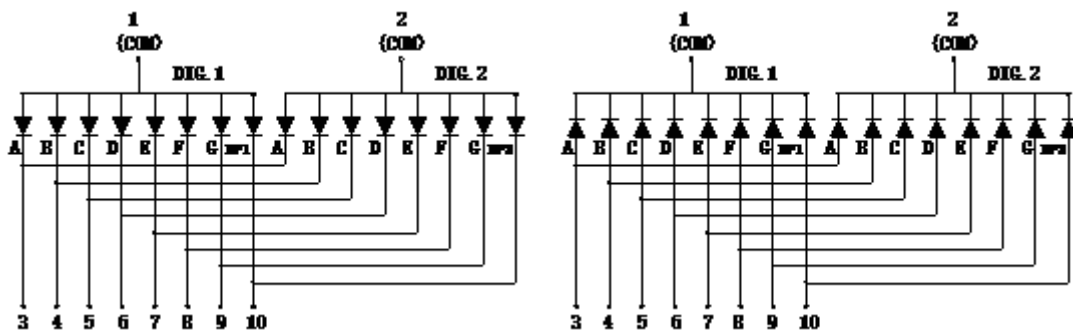 1 2 1 2
{COM> {COM> {COM> {COM>
DIG.1 DIG.2 DIG.1 DIG.2
A B C D E F G DP1 A B C D E F G DP2 A B C D E F G DP1 A B C D E F G DP2
3 4 5 6 7 8 9 10 3 4 5 6 7 8 9 10